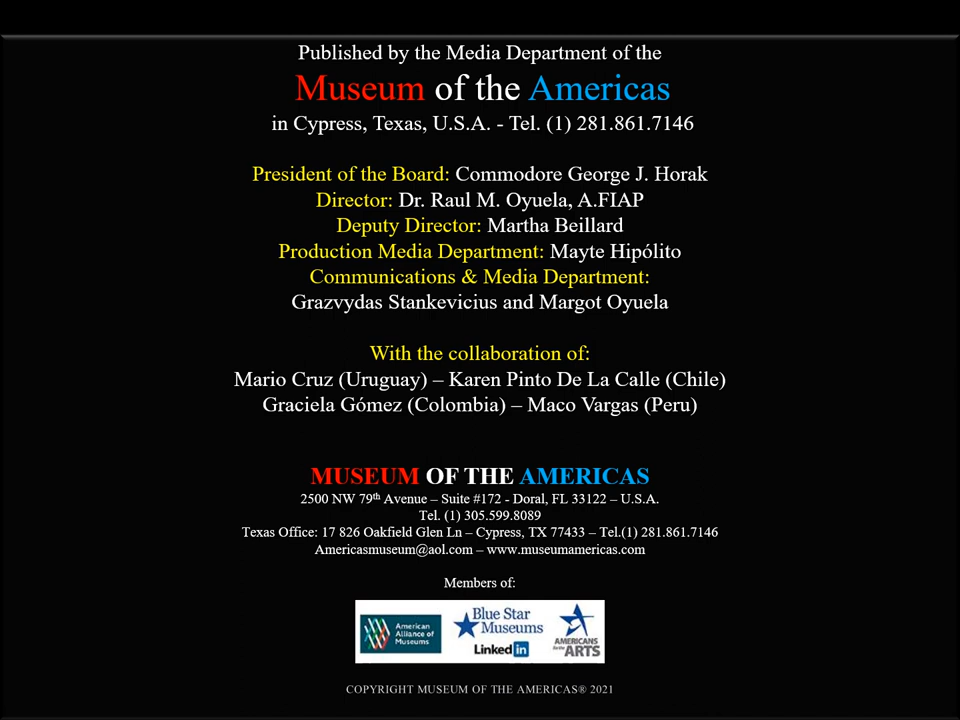 Published by the Media Department of the
Museum of the Americas
in Cypress, Texas, U.S.A. - Tel. (1) 281.861.7146
President of the Board: Commodore George J. Horak
Director: Dr. Raul M. Oyuela, A.FIAP
Deputy Director: Martha Beillard
Production Media Department: Mayte Hipólito
Communications & Media Department:
Grazvydas Stankevicius and Margot Oyuela
With the collaboration of:
Mario Cruz (Uruguay) – Karen Pinto De La Calle (Chile)
Graciela Gómez (Colombia) – Maco Vargas (Peru)
MUSEUM OF THE AMERICAS
2500 NW 79th Avenue – Suite #172 - Doral, FL 33122 – U.S.A.
Tel. (1) 305.599.8089
Texas Office: 17 826 Oakfield Glen Ln – Cypress, TX 77433 – Tel.(1) 281.861.7146
Americasmuseum@aol.com – www.museumamericas.com
Members of:
American
Alliance of
Museums
Blue Star
Museums
Linked in
AMERICANS
for the
ARTS
COPYRIGHT MUSEUM OF THE AMERICAS® 2021